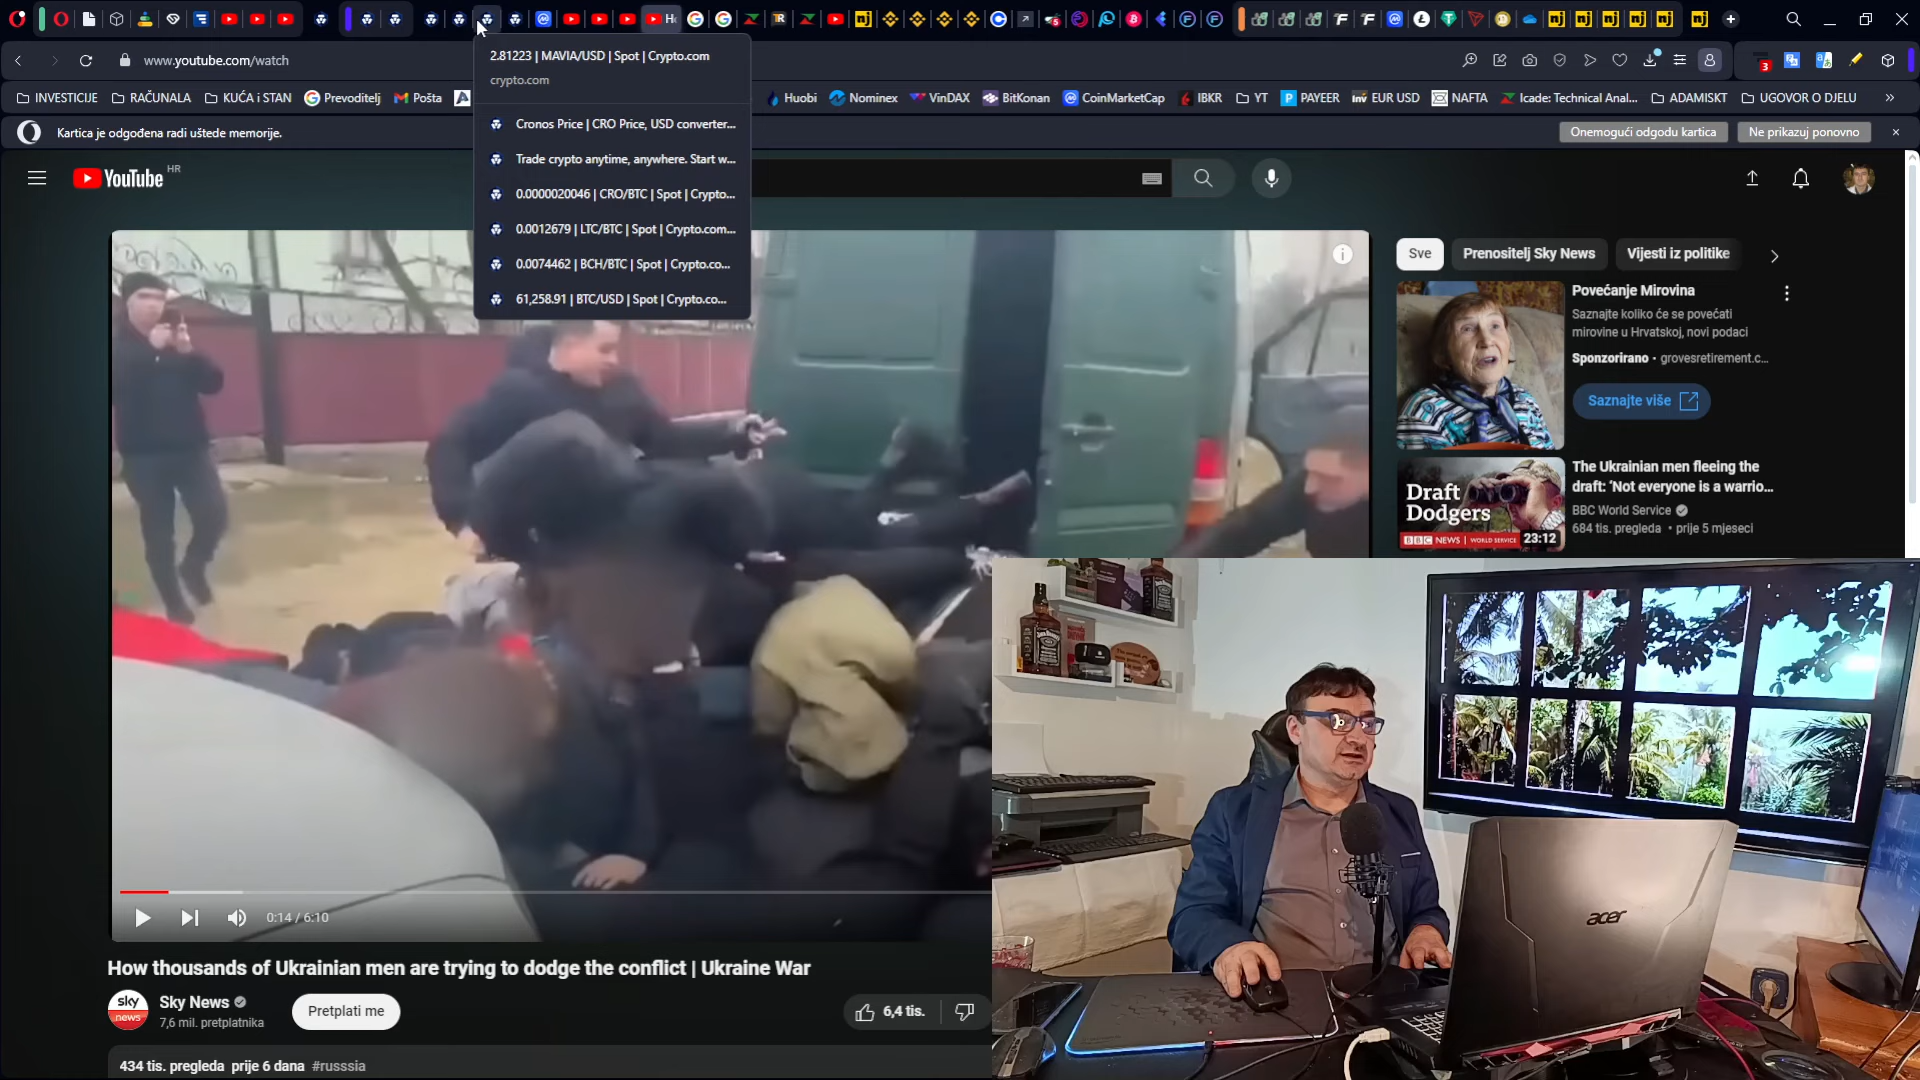 www.youtube.com/watch
2.81223 | MAVIA/USD | Spot | Crypto.com
crypto.com
Cronos Price | CRO Price, USD converter...
Trade crypto anytime, anywhere. Start w...
0.0000020046 | CRO/BTC | Spot | Crypto...
0.0012679 | LTC/BTC | Spot | Crypto.com...
0.0074462 | BCH/BTC | Spot | Crypto.co...
61,258.91 | BTC/USD | Spot | Crypto.co...
INVESTICIJE RAČUNALA KUĆA i STAN Prevoditelj Pošta Huobi Nominex VinDAX BitKonan CoinMarketCap IBKR YT PAYEER EUR USD NAFTA Icade: Technical Anal... ADAMISKT UGOVOR O DJELU
Kartica je odgođena radi uštede memorije.
Onemogući odgodu kartica
Ne prikazuj ponovno
YouTube HR
Sve
Prenositelj Sky News
Vijesti iz politike
Povećanje Mirovina
Saznajte koliko će se povećati
mirovine u Hrvatskoj, novi podaci
Sponzorirano · grovesretirement.c...
Saznajte više
Draft
Dodgers
BBC NEWS | WORLD SERVICE
23:12
The Ukrainian men fleeing the
draft: 'Not everyone is a warrio...
BBC World Service
684 tis. pregleda • prije 5 mjeseci
0:14 / 6:10
How thousands of Ukrainian men are trying to dodge the conflict | Ukraine War
sky
news
Sky News
7,6 mil. pretplatnika
Pretplati me
6,4 tis.
434 tis. pregleda prije 6 dana #russsia
acer